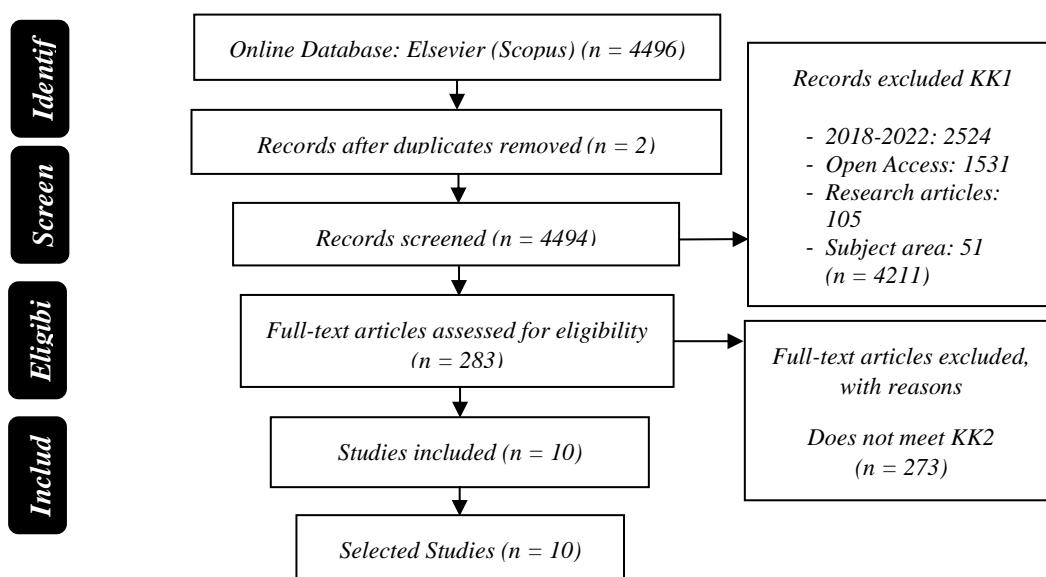 Identif
Online Database: Elsevier (Scopus) (n = 4496)
Records after duplicates removed (n = 2)
Records excluded KK1
- 2018-2022: 2524
- Open Access: 1531
- Research articles:
105
- Subject area: 51
(n = 4211)
Screen
Records screened (n = 4494)
Eligibi
Full-text articles assessed for eligibility
(n = 283)
Full-text articles excluded,
with reasons
Does not meet KK2
(n = 273)
Includ
Studies included (n = 10)
Selected Studies (n = 10)